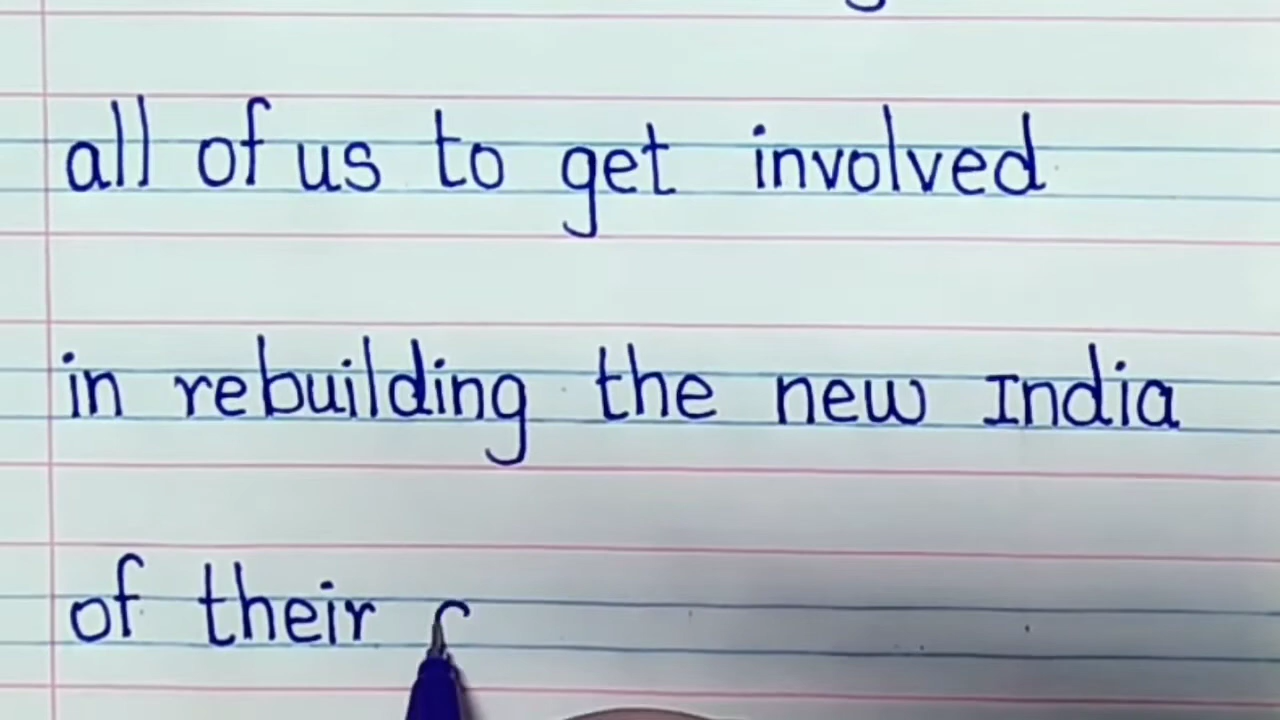 all of us to get involved
in rebuilding the new India
of their